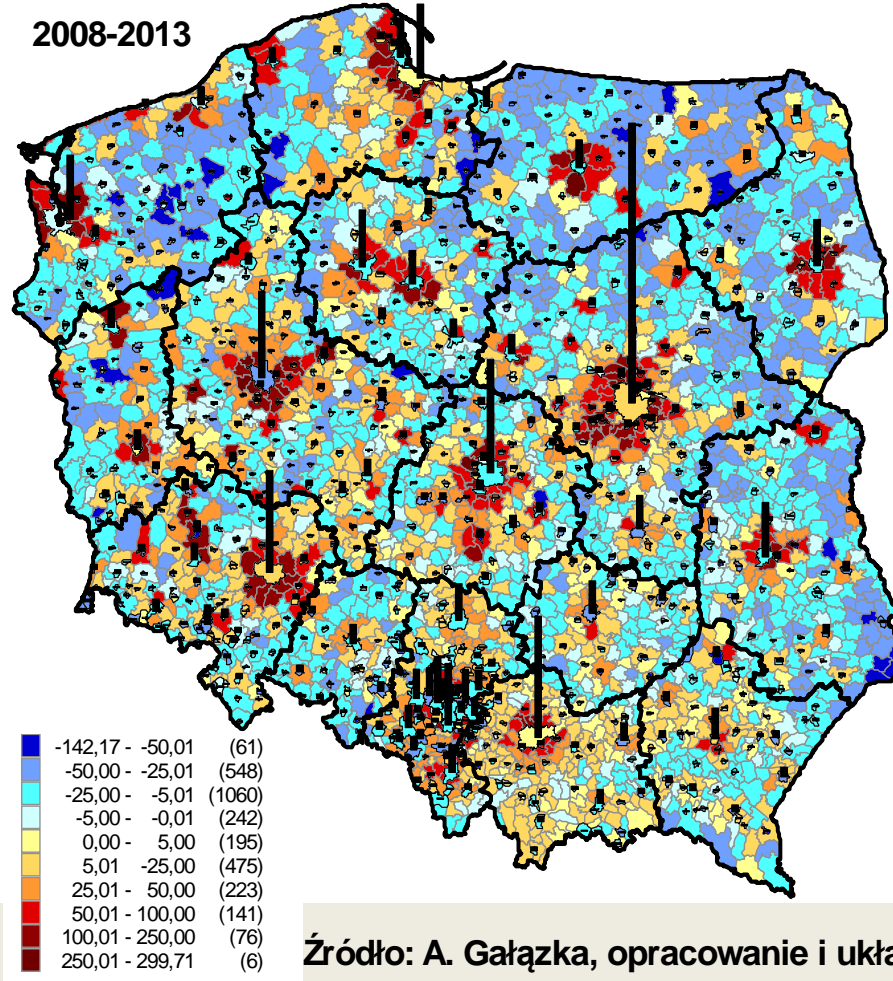 2008-2013
-142,17 - -50,01 (61)
-50,00 - -25,01 (548)
-25,00 - -5,01 (1060)
-5,00 - -0,01 (242)
0,00 - 5,00 (195)
5,01 -25,00 (475)
25,01 - 50,00 (223)
50,01 - 100,00 (141)
100,01 - 250,00 (76)
250,01 - 299,71 (6)
Źródło: A. Gałązka, opracowanie i ukła